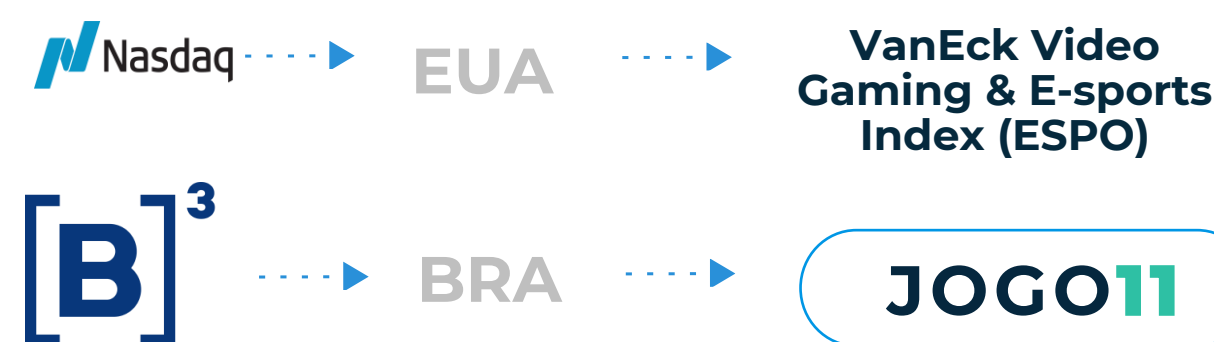 Nasdaq
EUA
VanEck Video
Gaming & E-sports
Index (ESPO)
[B]³
BRA
JOGO11